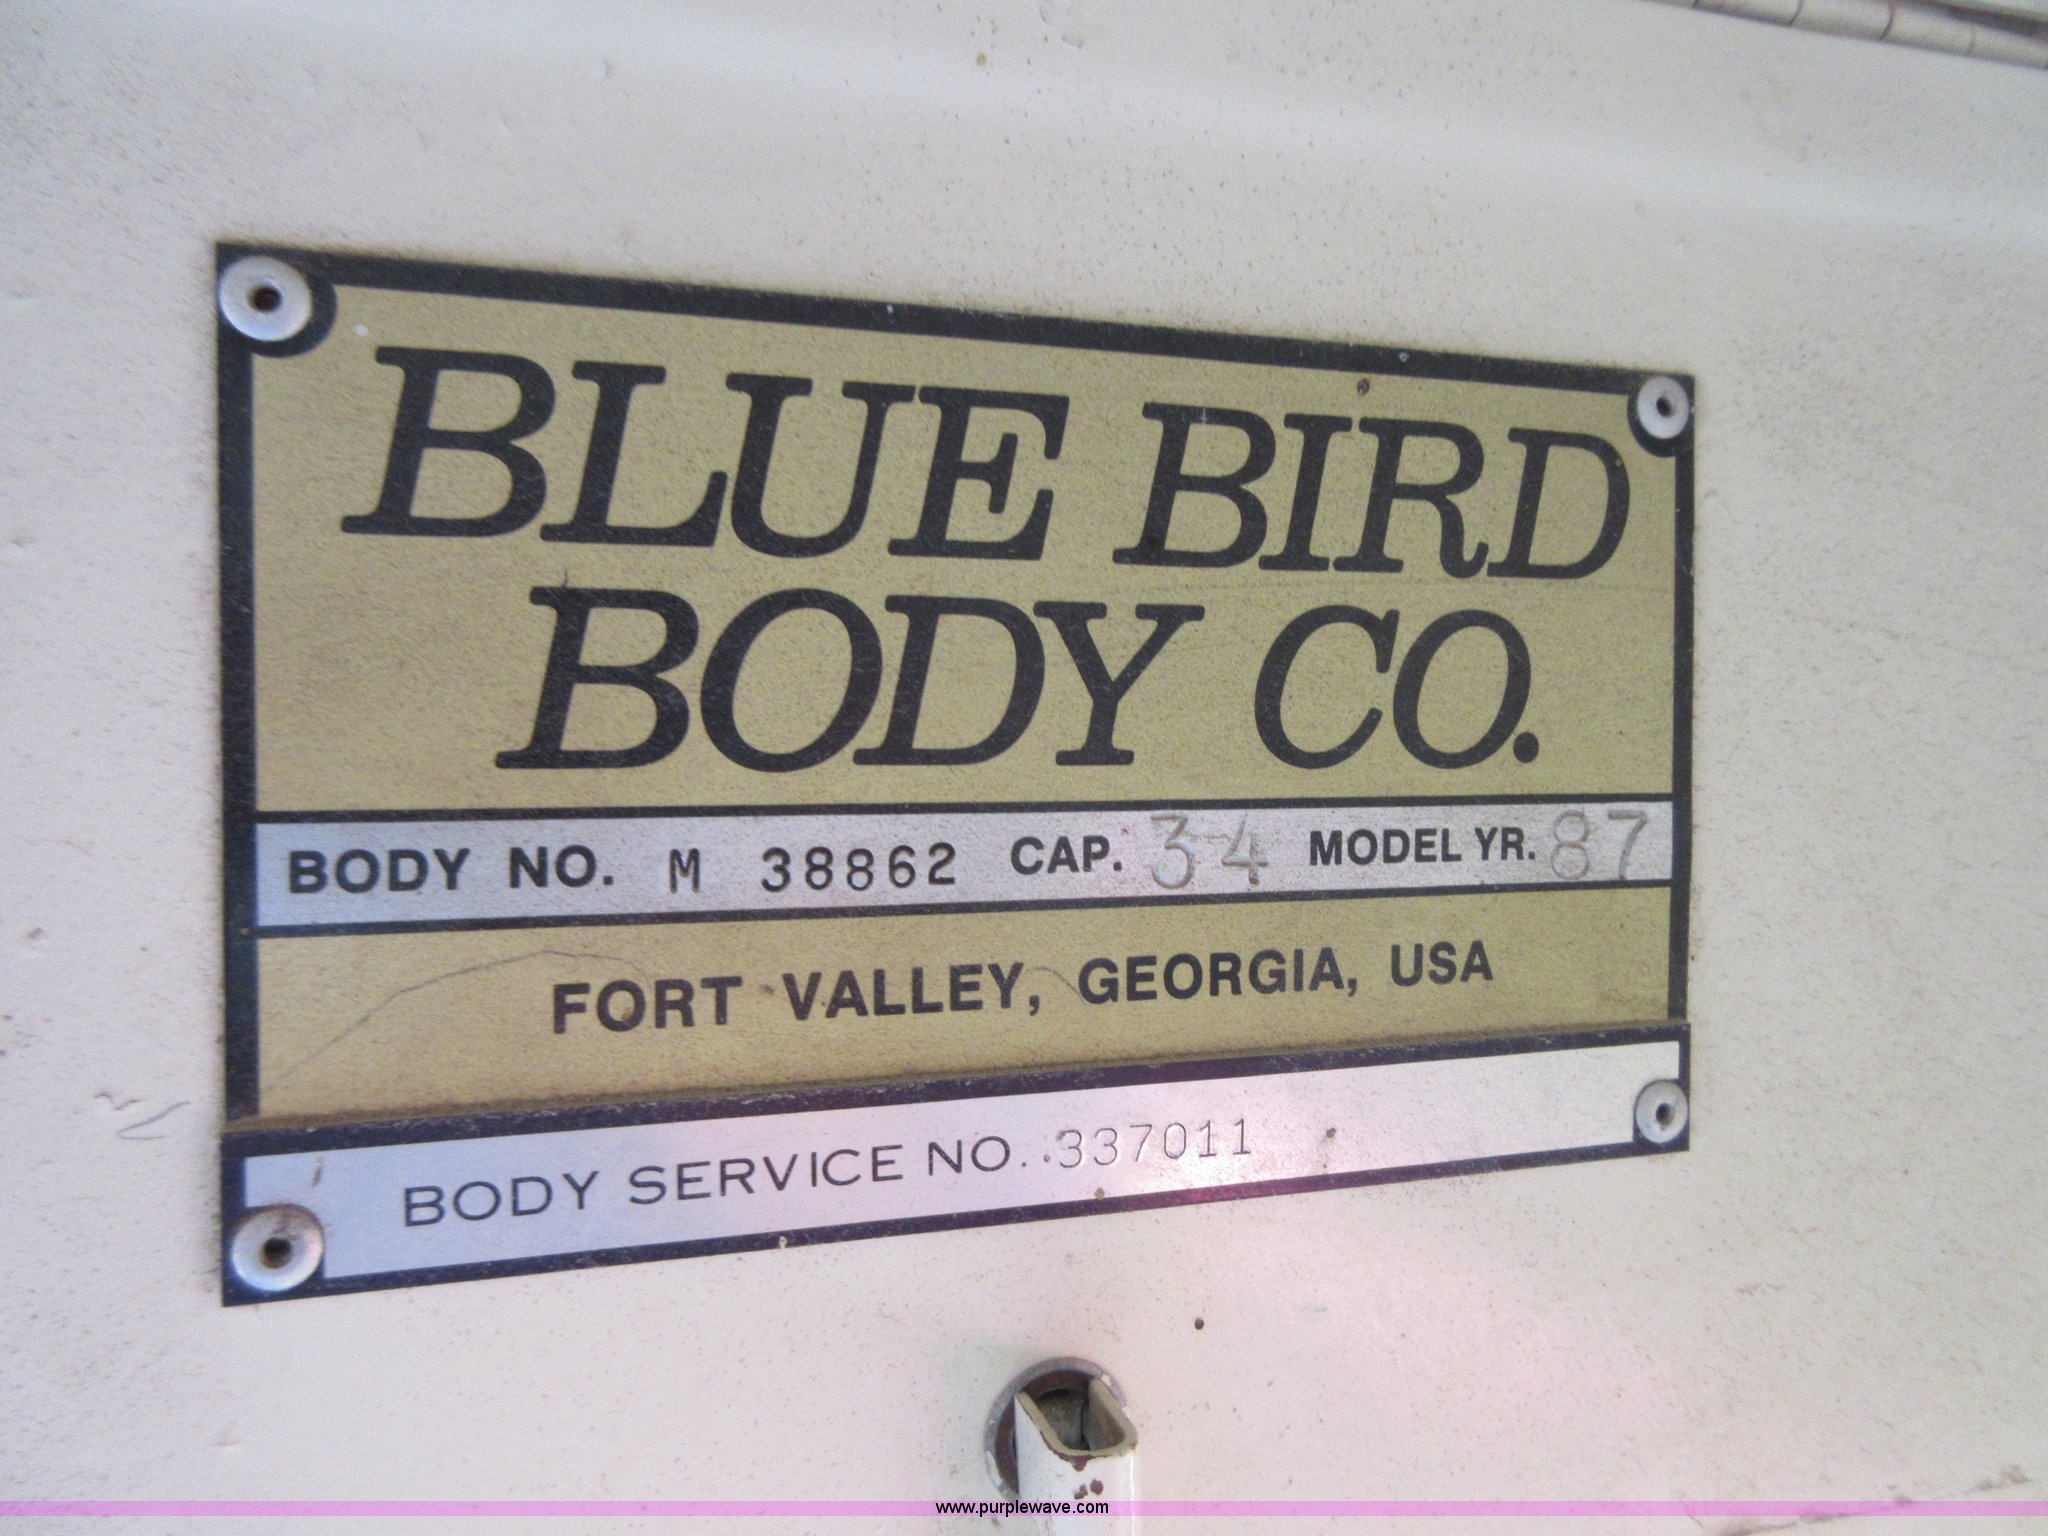 BLUE BIRD
BODY CO.
BODY NO. M 38862 CAP. 34 MODEL YR. 87
FORT VALLEY, GEORGIA, USA
BODY SERVICE NO. 337011
www.purplewave.com